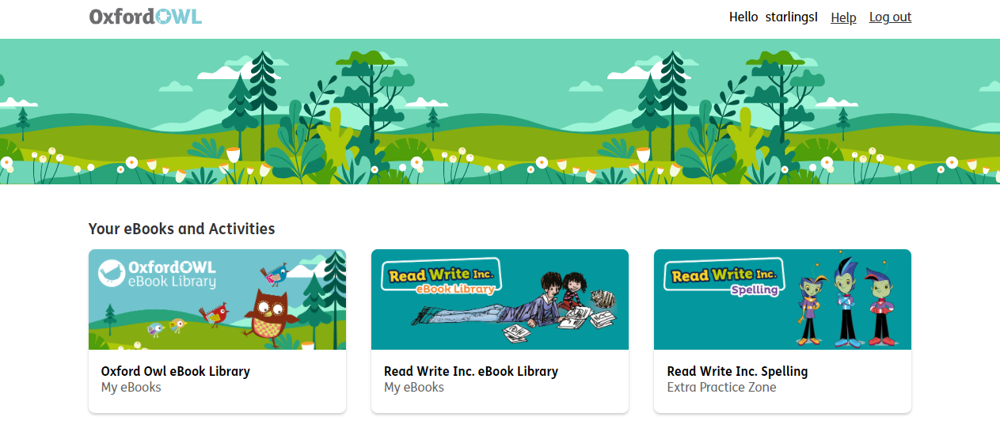 OxfordOWL
Hello starlings! Help Log out
Your eBooks and Activities
OxfordOWL
eBook Library
Oxford Owl eBook Library
My eBooks
Read Write Inc.
eBook Library
Read Write Inc. eBook Library
My eBooks
Read Write Inc.
Spelling
Read Write Inc. Spelling
Extra Practice Zone